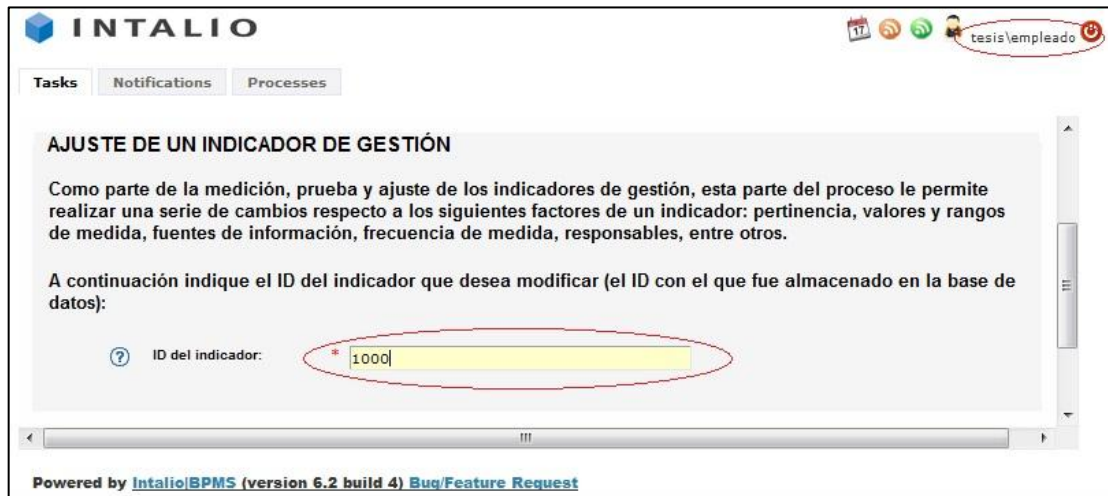 INTALIO
17
tesis\empleado
Tasks Notifications Processes
AJUSTE DE UN INDICADOR DE GESTIÓN
Como parte de la medición, prueba y ajuste de los indicadores de gestión, esta parte del proceso le permite
realizar una serie de cambios respecto a los siguientes factores de un indicador: pertinencia, valores y rangos
de medida, fuentes de información, frecuencia de medida, responsables, entre otros.
A continuación indique el ID del indicador que desea modificar (el ID con el que fue almacenado en la base de
datos):
? ID del indicador: * 1000
Powered by Intalio|BPMS (version 6.2 build 4) Bug/Feature Request